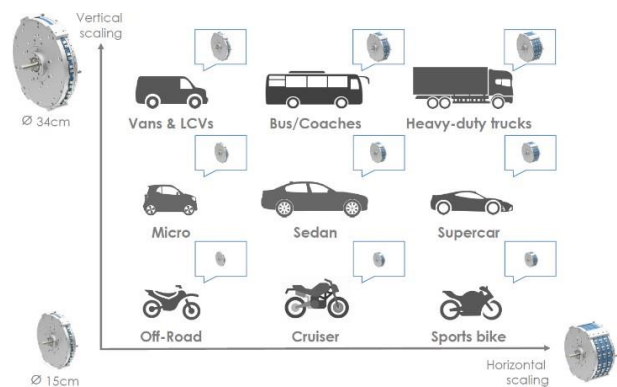 Vertical
scaling
Ø 34cm
Vans & LCVs
Bus/Coaches
Heavy-duty trucks
Micro
Sedan
Supercar
Off-Road
Cruiser
Sports bike
Ø 15cm
Horizontal
scaling